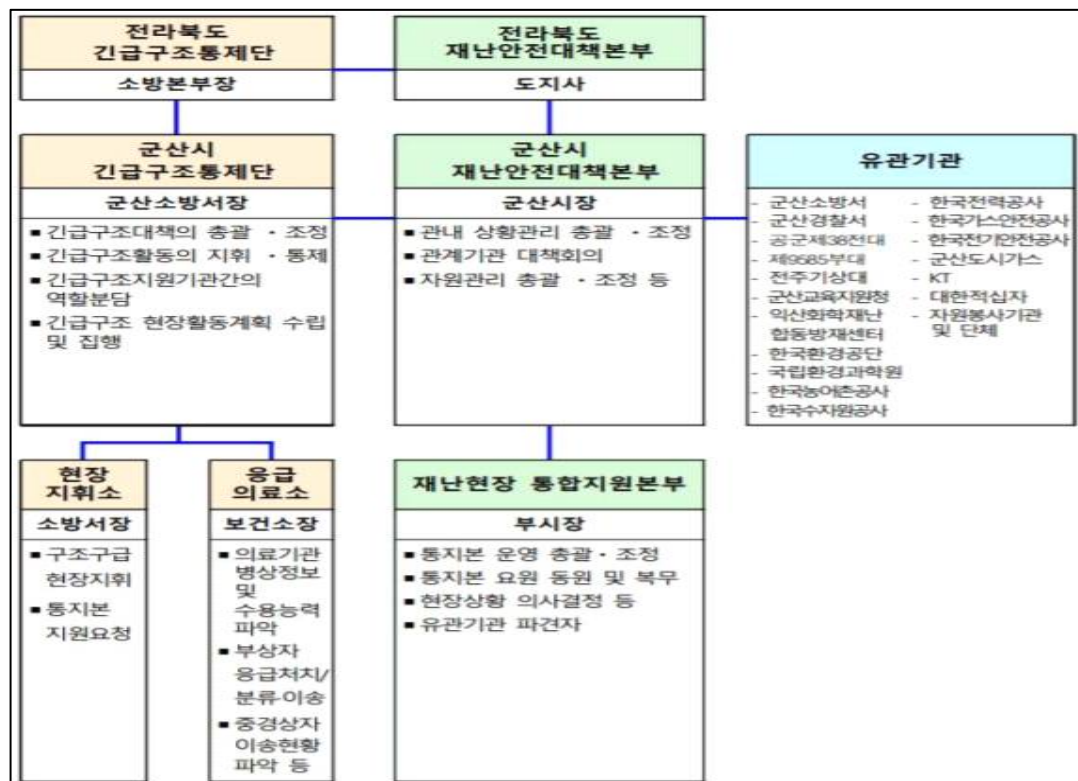 전라북도
긴급구조통제단
소방본부장
전라북도
재난안전대책본부
도지사
군산시
긴급구조통제단
군산소방서장
■ 긴급구조대책의 총괄 · 조정
■ 긴급구조활동의 지휘 · 통제
■ 긴급구조지원기관간의
역할분담
■ 긴급구조 현장활동계획 수립
및 집행
군산시
재난안전대책본부
군산시장
■ 관내 상황관리 총괄 · 조정
■ 관계기관 대책회의
■ 자원관리 총괄 · 조정 등
유관기관
- 군산소방서
- 군산경찰서
- 공군제38전대
- 제9585부대
- 전주기상대
- 군산교육지원청
- 익산화학재난
합동방재센터
- 한국환경공단
- 국립환경과학원
- 한국농어촌공사
- 한국수자원공사
- 한국전력공사
- 한국가스안전공사
- 한국전기안전공사
- 군산도시가스
- KT
- 대한적십자
- 자원봉사기관
및 단체
현장
지휘소
소방서장
■ 구조구급
현장지휘
■ 통지본
지원요청
응급
의료소
보건소장
■ 의료기관
병상정보
및
수용능력
파악
■ 부상자
응급처치/
분류·이송
■ 중경상자
이송현황
파악 등
재난현장 통합지원본부
부시장
■ 통지본 운영 총괄 · 조정
■ 통지본 요원 동원 및 복무
■ 현장상황 의사결정 등
■ 유관기관 파견자